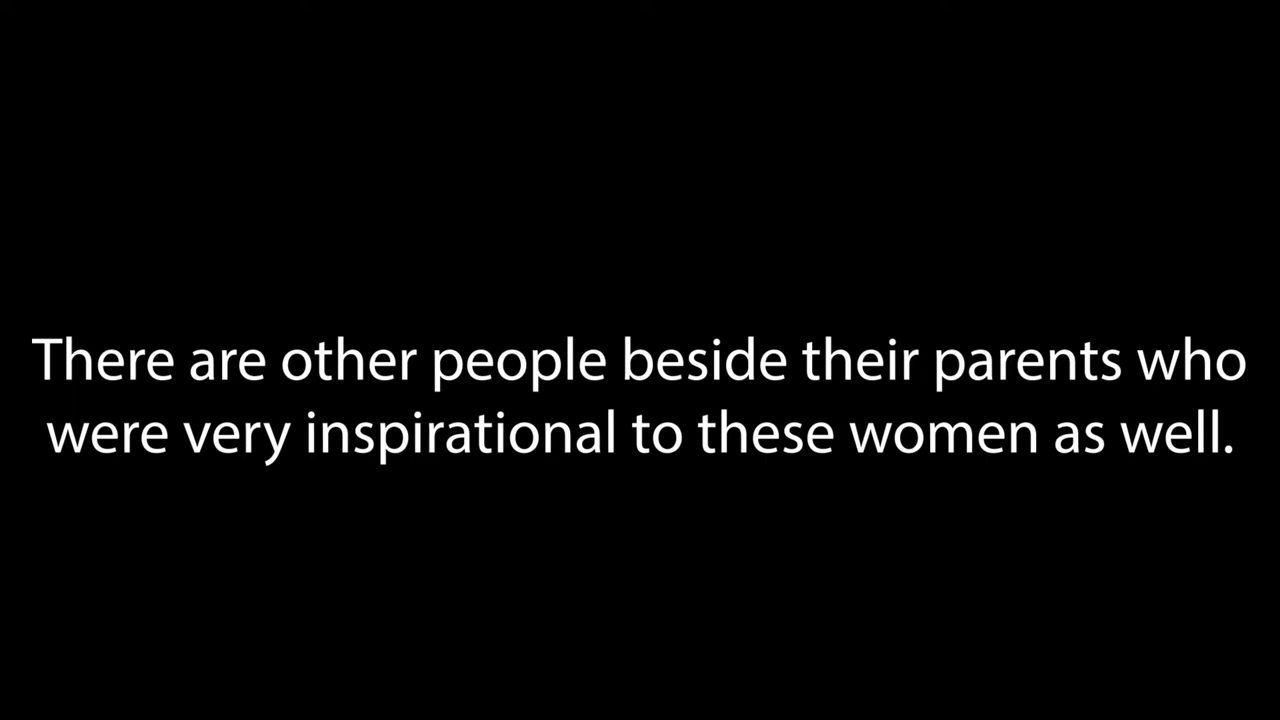 There are other people beside their parents who
were very inspirational to these women as well.